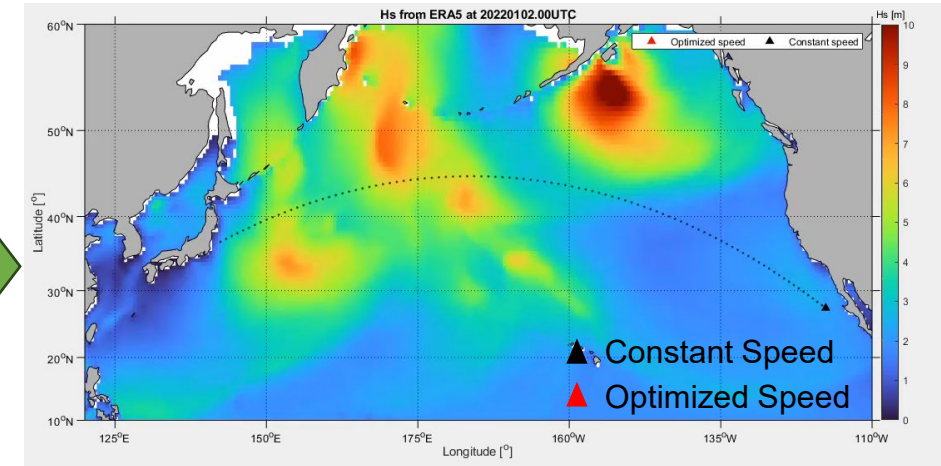 Hs from ERA5 at 20220102.00UTC
Hs [m]
Optimized speed Constant speed
60°N
50°N
40°N
30°N
20°N
10°N
Latitude [°]
10
9
8
7
6
5
4
3
2
1
0
Constant Speed
Optimized Speed
125°E 150°E 175°E 160°W 135°W 110°W
Longitude [°]